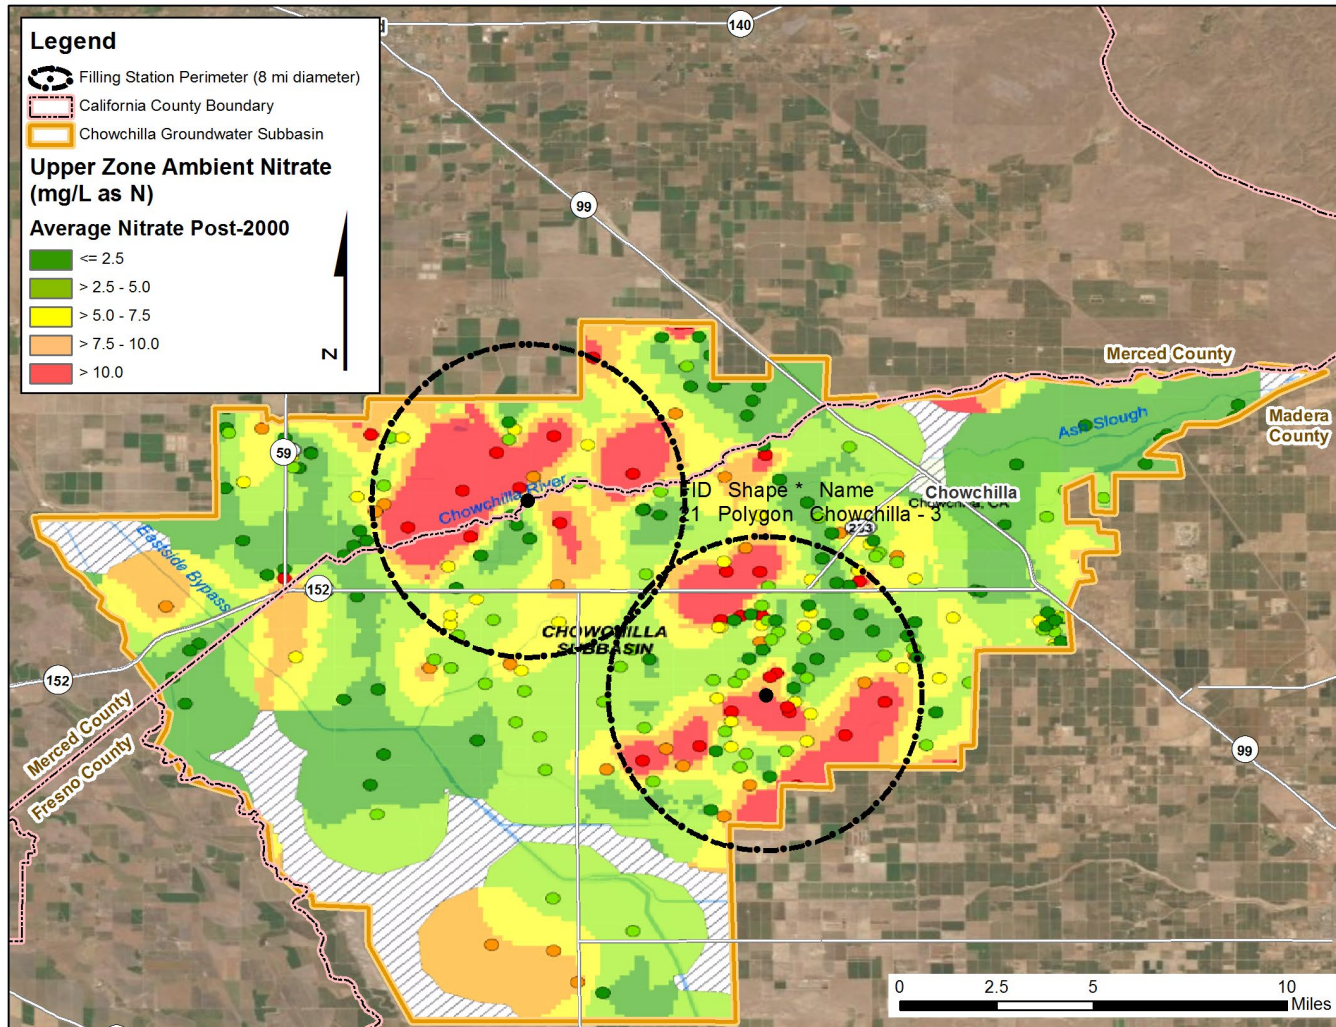 Legend
Filling Station Perimeter (8 mi diameter)
California County Boundary
Chowchilla Groundwater Subbasin
Upper Zone Ambient Nitrate
(mg/L as N)
Average Nitrate Post-2000
<= 2.5
> 2.5 - 5.0
> 5.0 - 7.5
> 7.5 - 10.0
> 10.0
N
140
99
59
152
152
99
Merced County
Madera
County
Ash Slough
Chowchilla
Chowchilla River
FID Shape * Name
21 Polygon Chowchilla - 3
Eastside Bypass
CHOWCHILLA
SUBBASIN
Merced County
Fresno County
0 2.5 5 10
Miles